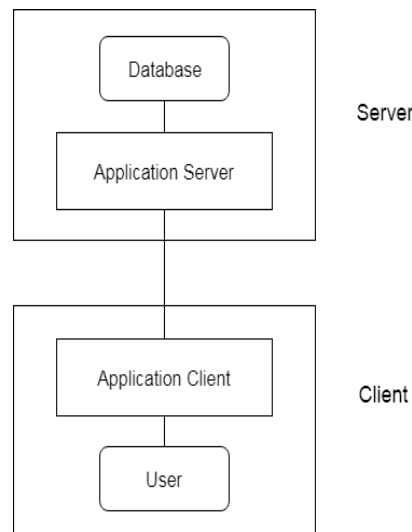 Database
Server
Application Server
Application Client
Client
User